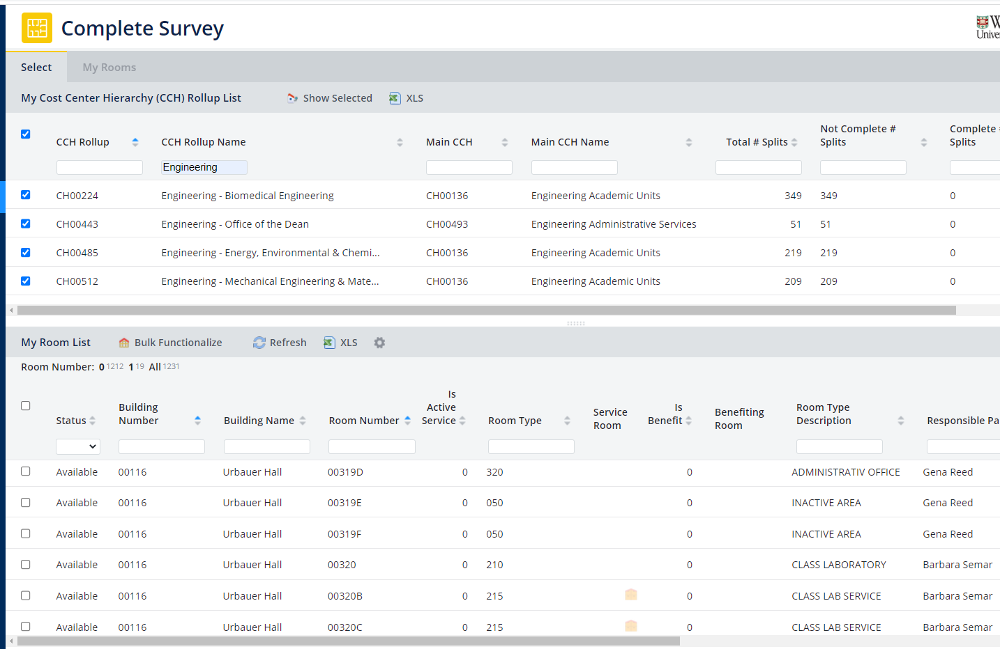 Complete Survey
Select My Rooms
My Cost Center Hierarchy (CCH) Rollup List Show Selected XLS
CCH Rollup CCH Rollup Name Main CCH Main CCH Name Total # Splits Not Complete # Splits Complete Splits
Engineering
CH00224 Engineering - Biomedical Engineering CH00136 Engineering Academic Units 349 349 0
CH00443 Engineering - Office of the Dean CH00493 Engineering Administrative Services 51 51 0
CH00485 Engineering - Energy, Environmental & Chemi... CH00136 Engineering Academic Units 219 219 0
CH00512 Engineering - Mechanical Engineering & Mate... CH00136 Engineering Academic Units 209 209 0
My Room List Bulk Functionalize Refresh XLS
Room Number: 0 1212 1 19 All 1231
Status Building Number Building Name Room Number Is Active Service Room Type Service Room Is Benefit Benefiting Room Room Type Description Responsible Pa
Available 00116 Urbauer Hall 00319D 0 320 0 ADMINISTRATIV OFFICE Gena Reed
Available 00116 Urbauer Hall 00319E 0 050 0 INACTIVE AREA Gena Reed
Available 00116 Urbauer Hall 00319F 0 050 0 INACTIVE AREA Gena Reed
Available 00116 Urbauer Hall 00320 0 210 0 CLASS LABORATORY Barbara Semar
Available 00116 Urbauer Hall 00320B 0 215 0 CLASS LAB SERVICE Barbara Semar
Available 00116 Urbauer Hall 00320C 0 215 0 CLASS LAB SERVICE Barbara Semar